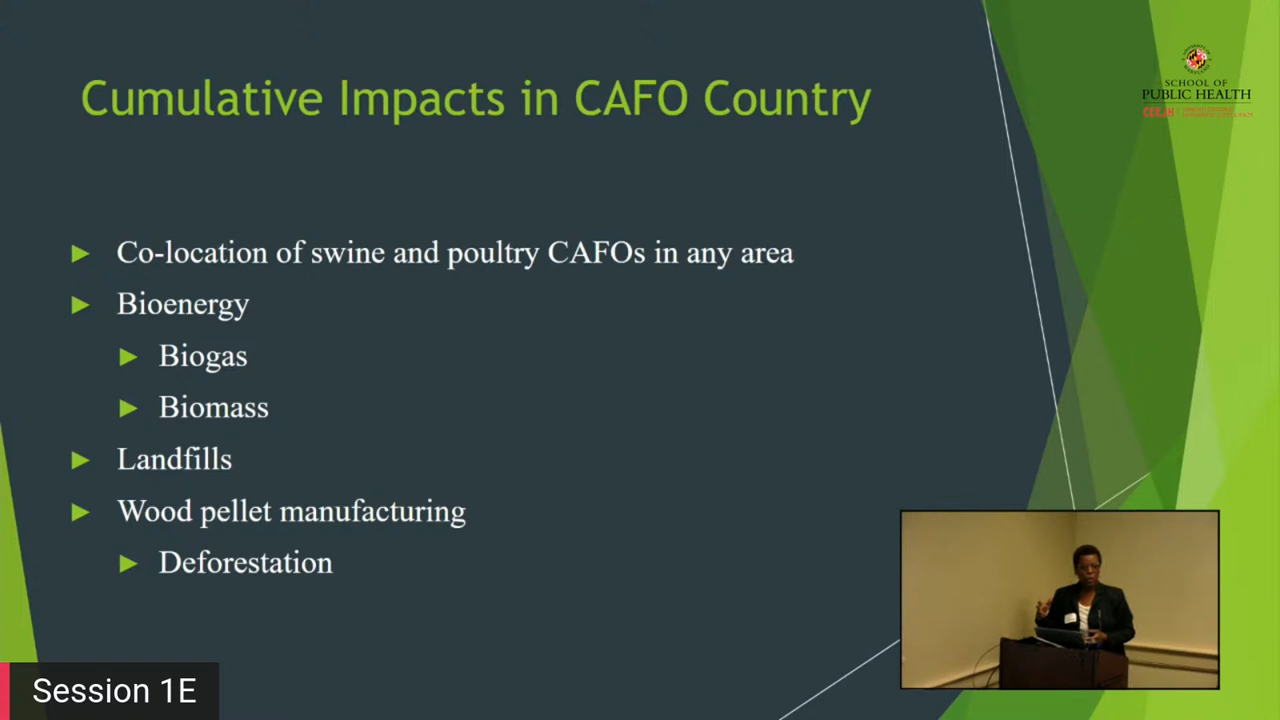 Cumulative Impacts in CAFO Country
SCHOOL OF
PUBLIC HEALTH
CEEJH
Co-location of swine and poultry CAFOs in any area
Bioenergy
Biogas
Biomass
Landfills
Wood pellet manufacturing
Deforestation
Session 1E